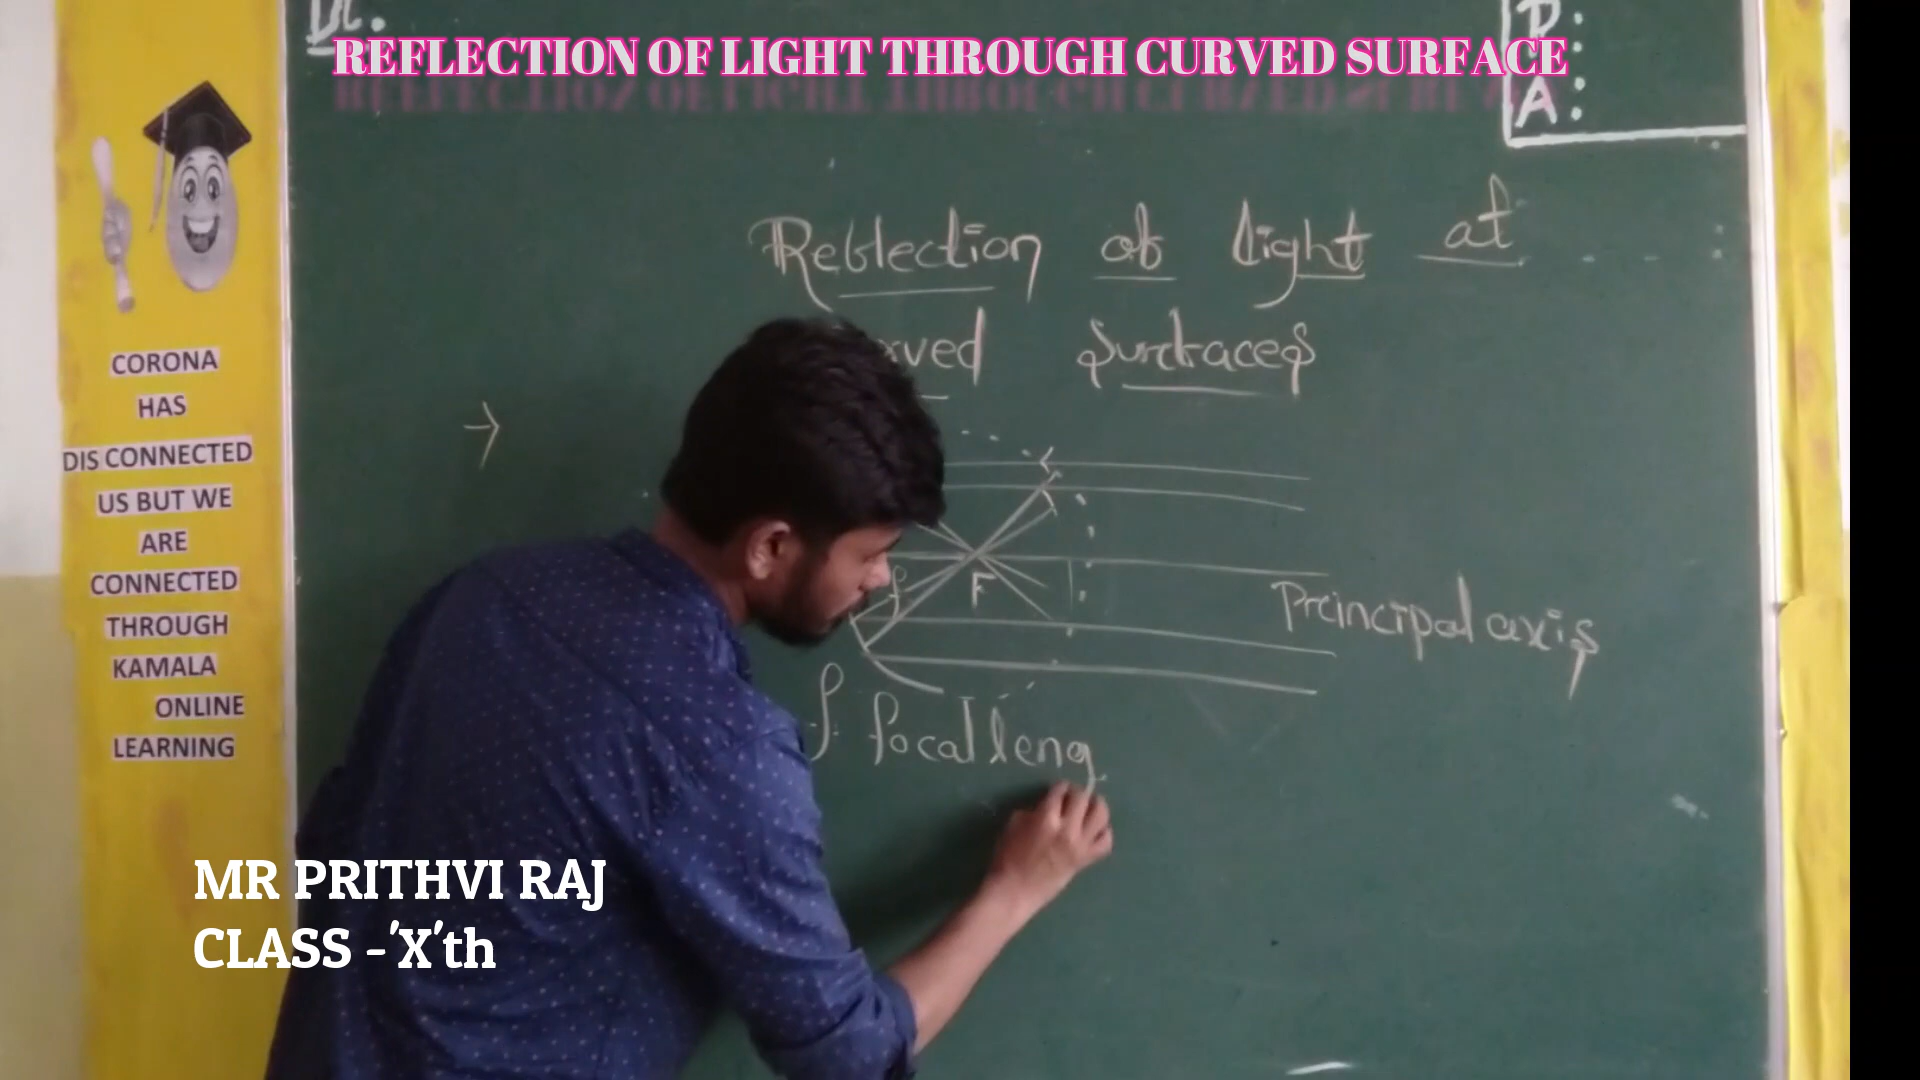 REFLECTION OF LIGHT THROUGH CURVED SURFACE
D:
A:
Reflection of light at
rved surfaces
F
f
Principal axis
f focal leng
CORONA
HAS
DIS CONNECTED
US BUT WE
ARE
CONNECTED
THROUGH
KAMALA
ONLINE
LEARNING
MR PRITHVI RAJ
CLASS -'X'th